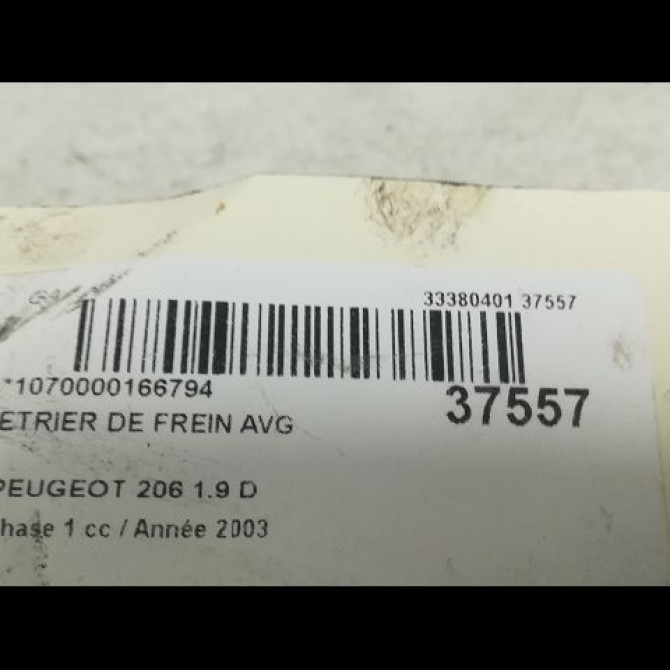 33380401 37557
*1070000166794
37557
ETRIER DE FREIN AVG
PEUGEOT 206 1.9 D
hase 1 cc / Année 2003